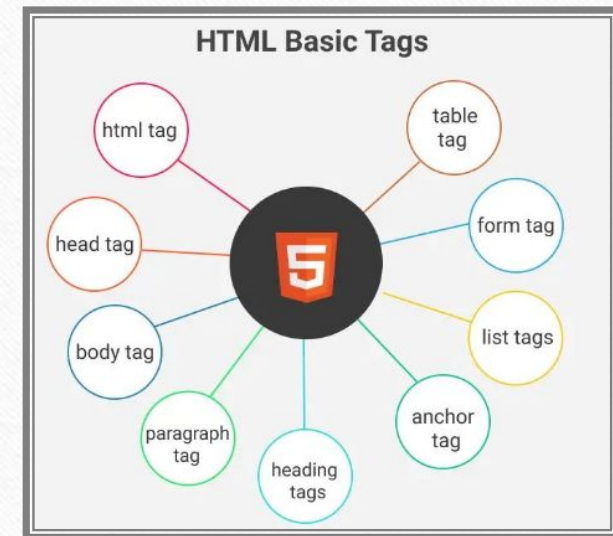 HTML Basic Tags
html tag
table
tag
head tag
form tag
body tag
list tags
paragraph
tag
anchor
tag
heading
tags
5